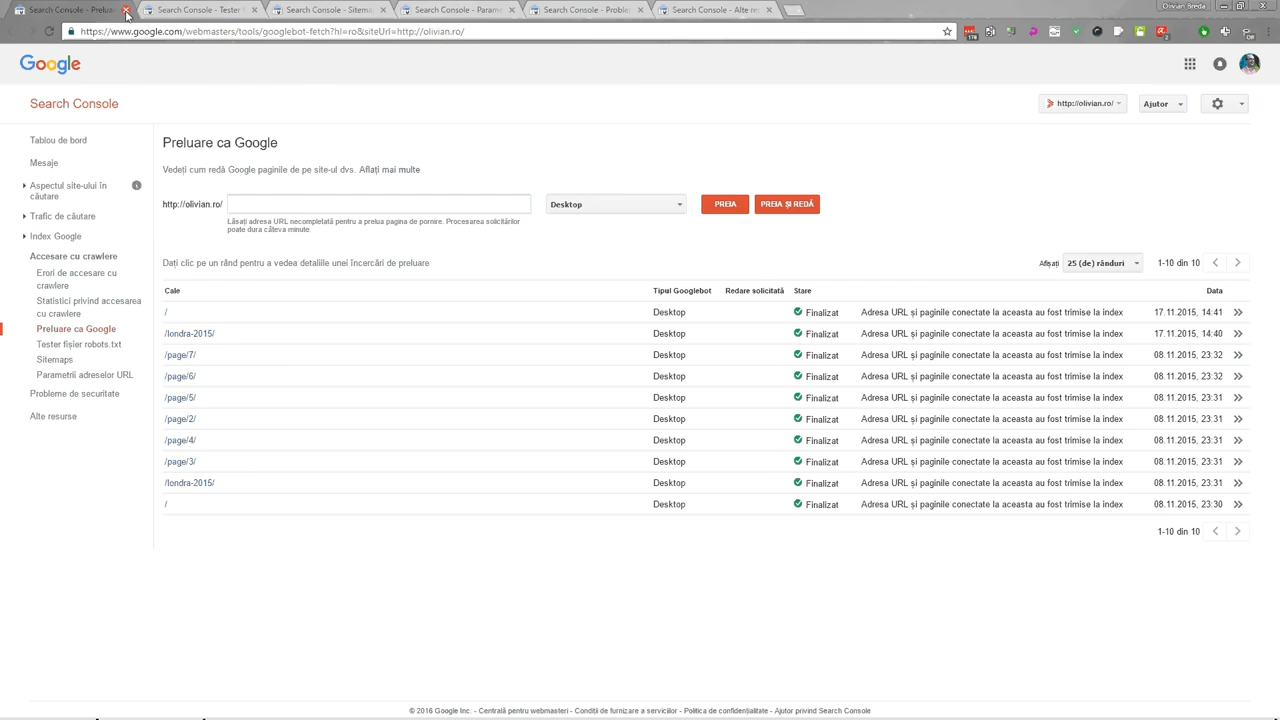 Search Console - Preluar
Search Console - Tester f
Search Console - Sitema
Search Console - Parame
Search Console - Problem
Search Console - Alte re
Olivian Breda
https://www.google.com/webmasters/tools/googlebot-fetch?hl=ro&siteUrl=http://olivian.ro/
Google
Search Console
http://olivian.ro/
Ajutor
Tablou de bord
Mesaje
Aspectul site-ului în
căutare
Trafic de căutare
Index Google
Accesare cu crawlere
Erori de accesare cu
crawlere
Statistici privind accesarea
cu crawlere
Preluare ca Google
Tester fișier robots.txt
Sitemaps
Parametrii adreselor URL
Probleme de securitate
Alte resurse
Preluare ca Google
Vedeți cum redă Google paginile de pe site-ul dvs. Aflați mai multe
http://olivian.ro/
Desktop
PREIA
PREIA ȘI REDĂ
Lăsați adresa URL necompletată pentru a prelua pagina de pornire. Procesarea solicitărilor
poate dura câteva minute.
Dați clic pe un rând pentru a vedea detaliile unei încercări de preluare
Afișați 25 (de) rânduri 1-10 din 10
Cale Tipul Googlebot Redare solicitată Stare Data
/ Desktop Finalizat Adresa URL și paginile conectate la aceasta au fost trimise la index 17.11.2015, 14:41
/londra-2015/ Desktop Finalizat Adresa URL și paginile conectate la aceasta au fost trimise la index 17.11.2015, 14:40
/page/7/ Desktop Finalizat Adresa URL și paginile conectate la aceasta au fost trimise la index 08.11.2015, 23:32
/page/6/ Desktop Finalizat Adresa URL și paginile conectate la aceasta au fost trimise la index 08.11.2015, 23:32
/page/5/ Desktop Finalizat Adresa URL și paginile conectate la aceasta au fost trimise la index 08.11.2015, 23:31
/page/2/ Desktop Finalizat Adresa URL și paginile conectate la aceasta au fost trimise la index 08.11.2015, 23:31
/page/4/ Desktop Finalizat Adresa URL și paginile conectate la aceasta au fost trimise la index 08.11.2015, 23:31
/page/3/ Desktop Finalizat Adresa URL și paginile conectate la aceasta au fost trimise la index 08.11.2015, 23:31
/londra-2015/ Desktop Finalizat Adresa URL și paginile conectate la aceasta au fost trimise la index 08.11.2015, 23:31
/ Desktop Finalizat Adresa URL și paginile conectate la aceasta au fost trimise la index 08.11.2015, 23:30
1-10 din 10
© 2016 Google Inc. - Centrală pentru webmasteri - Condiții de furnizare a serviciilor - Politica de confidențialitate - Ajutor privind Search Console